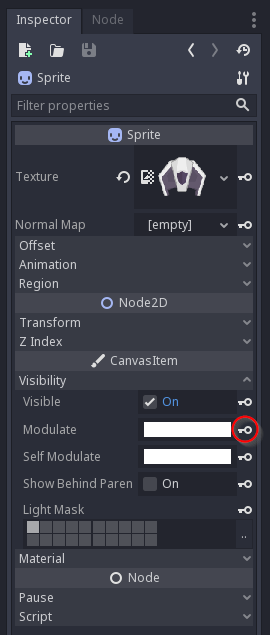 Inspector Node
Sprite
Filter properties
Sprite
Texture
Normal Map [empty]
Offset
Animation
Region
Node2D
Transform
Z Index
CanvasItem
Visibility
Visible On
Modulate
Self Modulate
Show Behind Paren On
Light Mask
..
Material
Node
Pause
Script